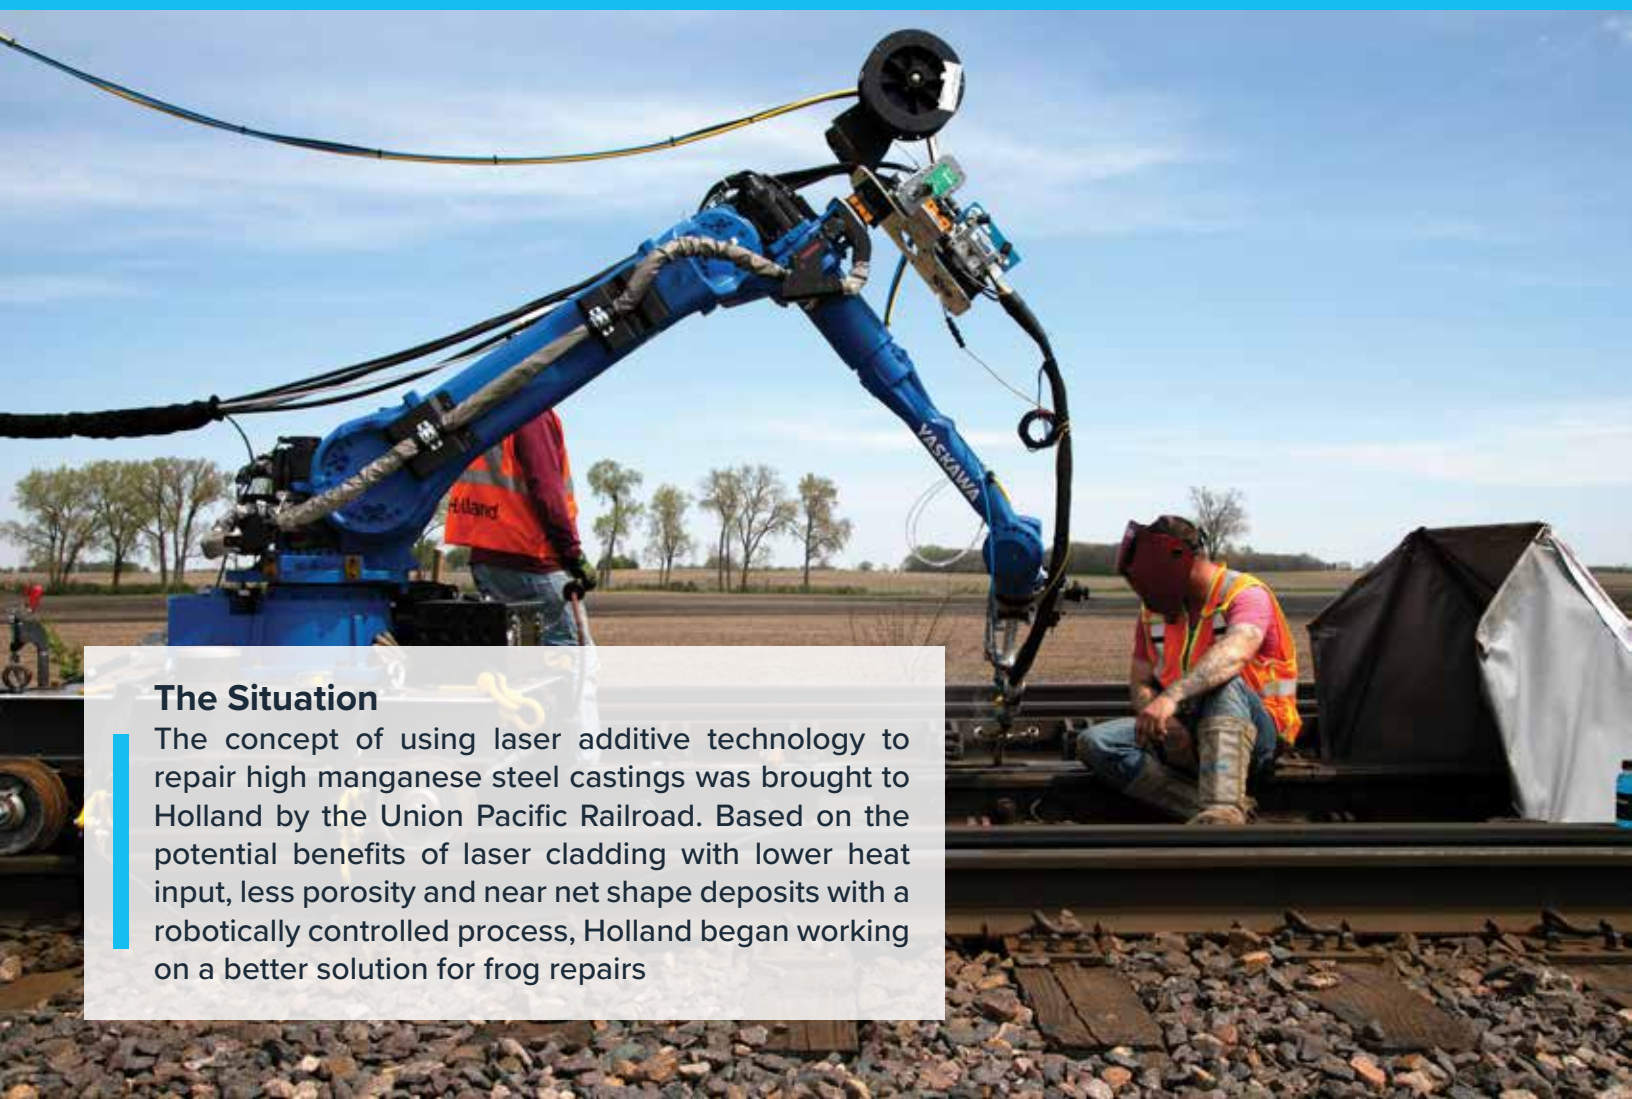 YASKAWA
Holland
The Situation
The concept of using laser additive technology to
repair high manganese steel castings was brought to
Holland by the Union Pacific Railroad. Based on the
potential benefits of laser cladding with lower heat
input, less porosity and near net shape deposits with a
robotically controlled process, Holland began working
on a better solution for frog repairs